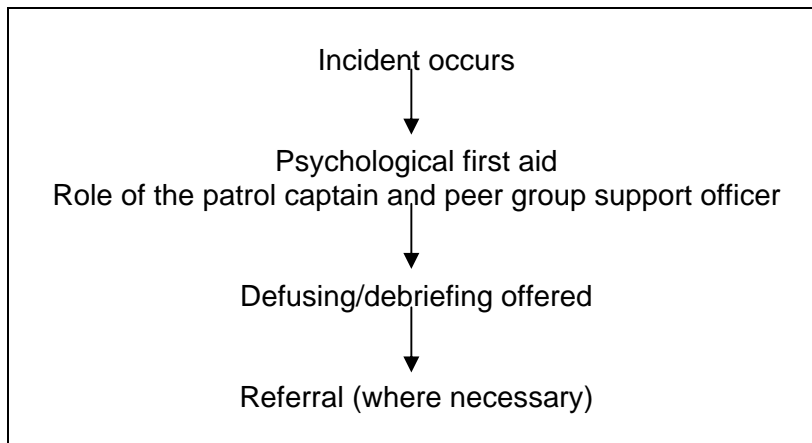 Incident occurs
Psychological first aid
Role of the patrol captain and peer group support officer
Defusing/debriefing offered
Referral (where necessary)